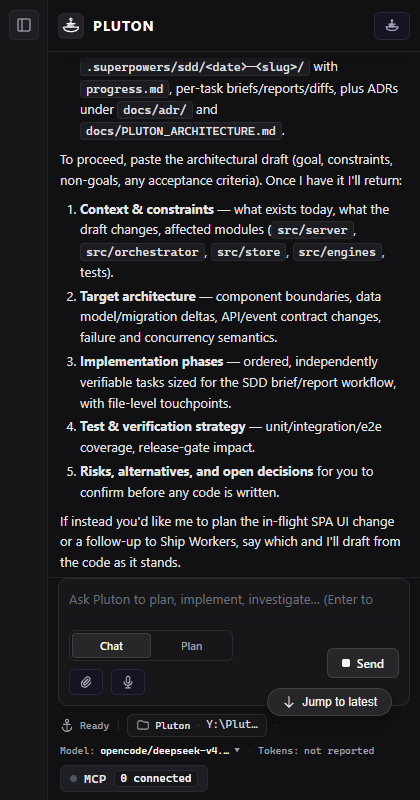 PLUTON
.superpowers/sdd/<date>—<slug>/ with
progress.md, per-task briefs/reports/diffs, plus ADRs
under docs/adr/ and
docs/PLUTON_ARCHITECTURE.md.
To proceed, paste the architectural draft (goal, constraints,
non-goals, any acceptance criteria). Once I have it I'll return:
1. Context & constraints — what exists today, what the
draft changes, affected modules (src/server,
src/orchestrator, src/store, src/engines,
tests).
2. Target architecture — component boundaries, data
model/migration deltas, API/event contract changes,
failure and concurrency semantics.
3. Implementation phases — ordered, independently
verifiable tasks sized for the SDD brief/report workflow,
with file-level touchpoints.
4. Test & verification strategy — unit/integration/e2e
coverage, release-gate impact.
5. Risks, alternatives, and open decisions for you to
confirm before any code is written.
If instead you'd like me to plan the in-flight SPA UI change
or a follow-up to Ship Workers, say which and I'll draft from
the code as it stands.
Ask Pluton to plan, implement, investigate... (Enter to
Chat Plan
Send
Jump to latest
Ready Pluton · Y:\Plut…
Model: opencode/deepseek-v4.… ▾ · Tokens: not reported
MCP 0 connected